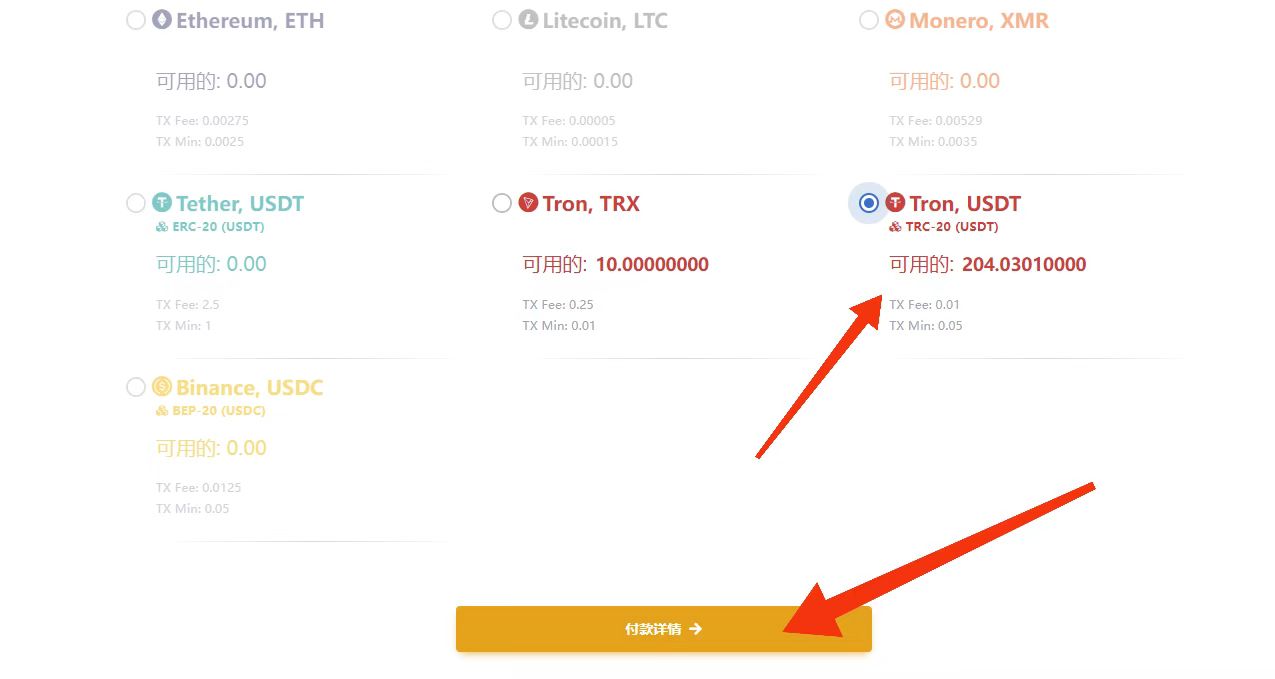 Ethereum, ETH
可用的: 0.00
TX Fee: 0.00275
TX Min: 0.0025
Litecoin, LTC
可用的: 0.00
TX Fee: 0.00005
TX Min: 0.00015
Monero, XMR
可用的: 0.00
TX Fee: 0.00529
TX Min: 0.0035
Tether, USDT
ERC-20 (USDT)
可用的: 0.00
TX Fee: 2.5
TX Min: 1
Tron, TRX
可用的: 10.00000000
TX Fee: 0.25
TX Min: 0.01
Tron, USDT
TRC-20 (USDT)
可用的: 204.03010000
TX Fee: 0.01
TX Min: 0.05
Binance, USDC
BEP-20 (USDC)
可用的: 0.00
TX Fee: 0.0125
TX Min: 0.05
付款详情 →